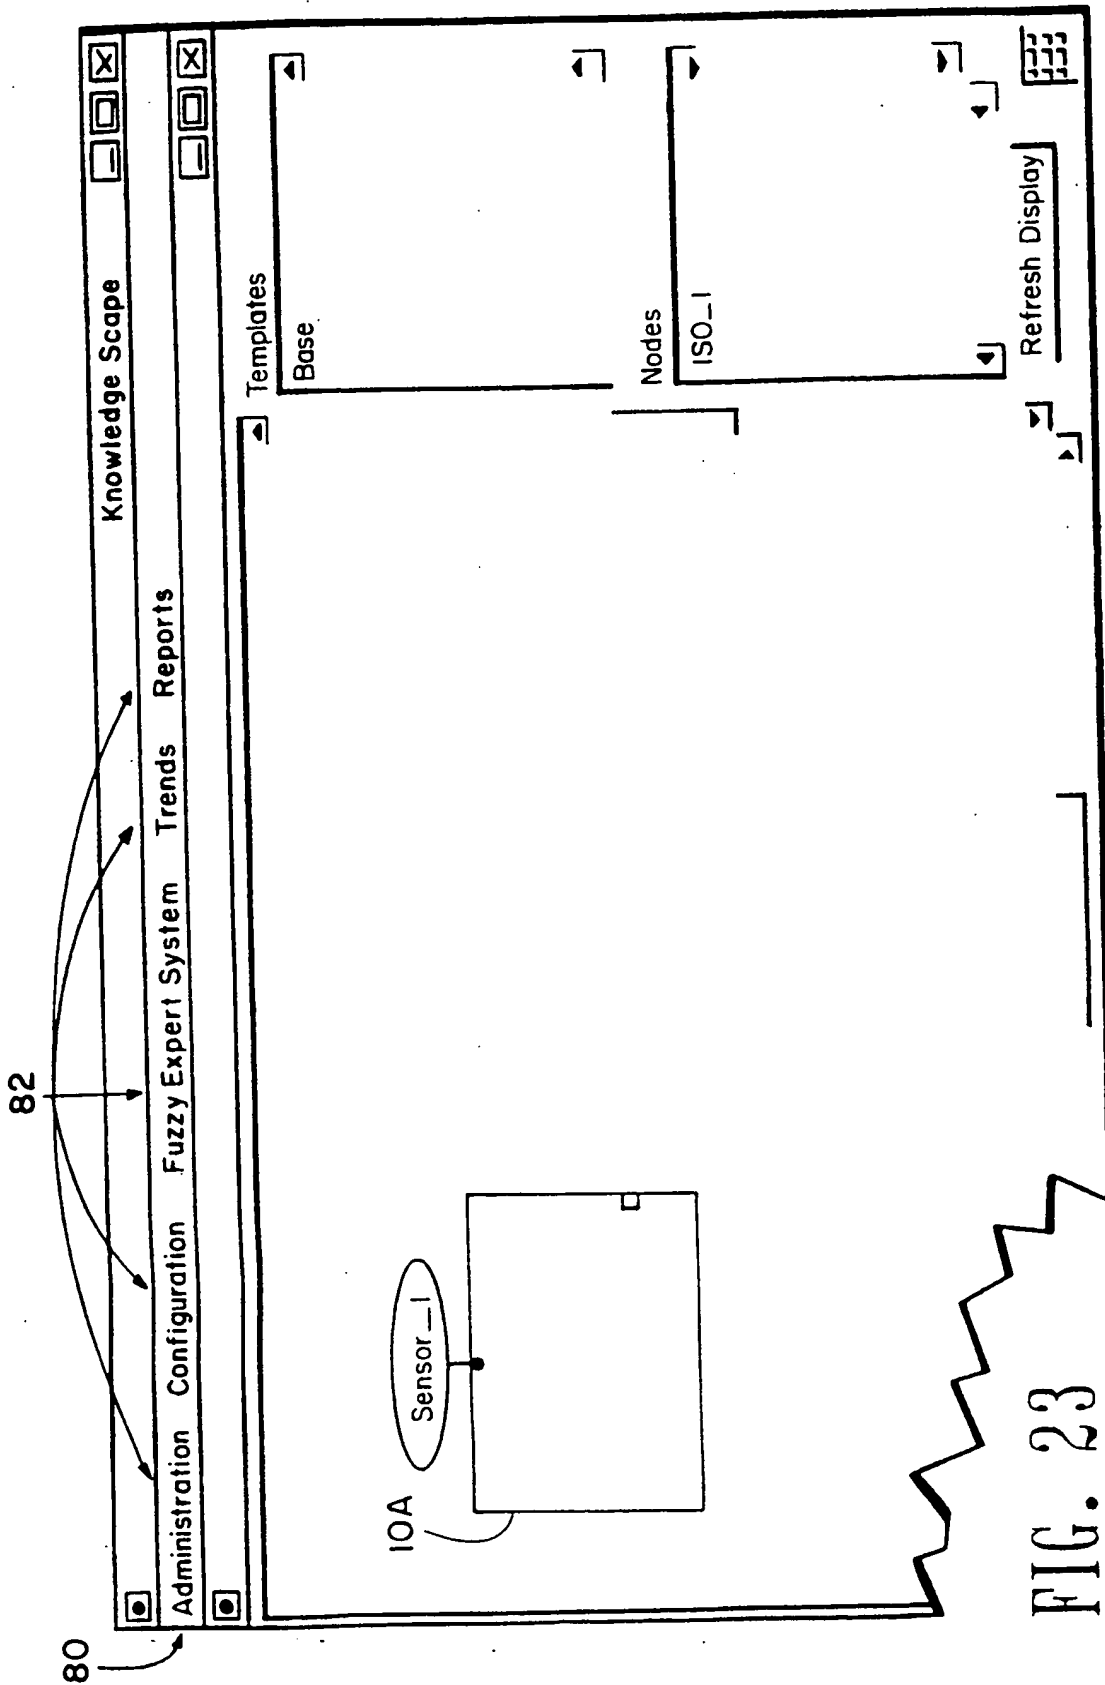 82
80
Knowledge Scape
Administration Configuration Fuzzy Expert System Trends Reports
Templates
Base
Sensor_1
10A
Nodes
ISO_1
Refresh Display
FIG. 23